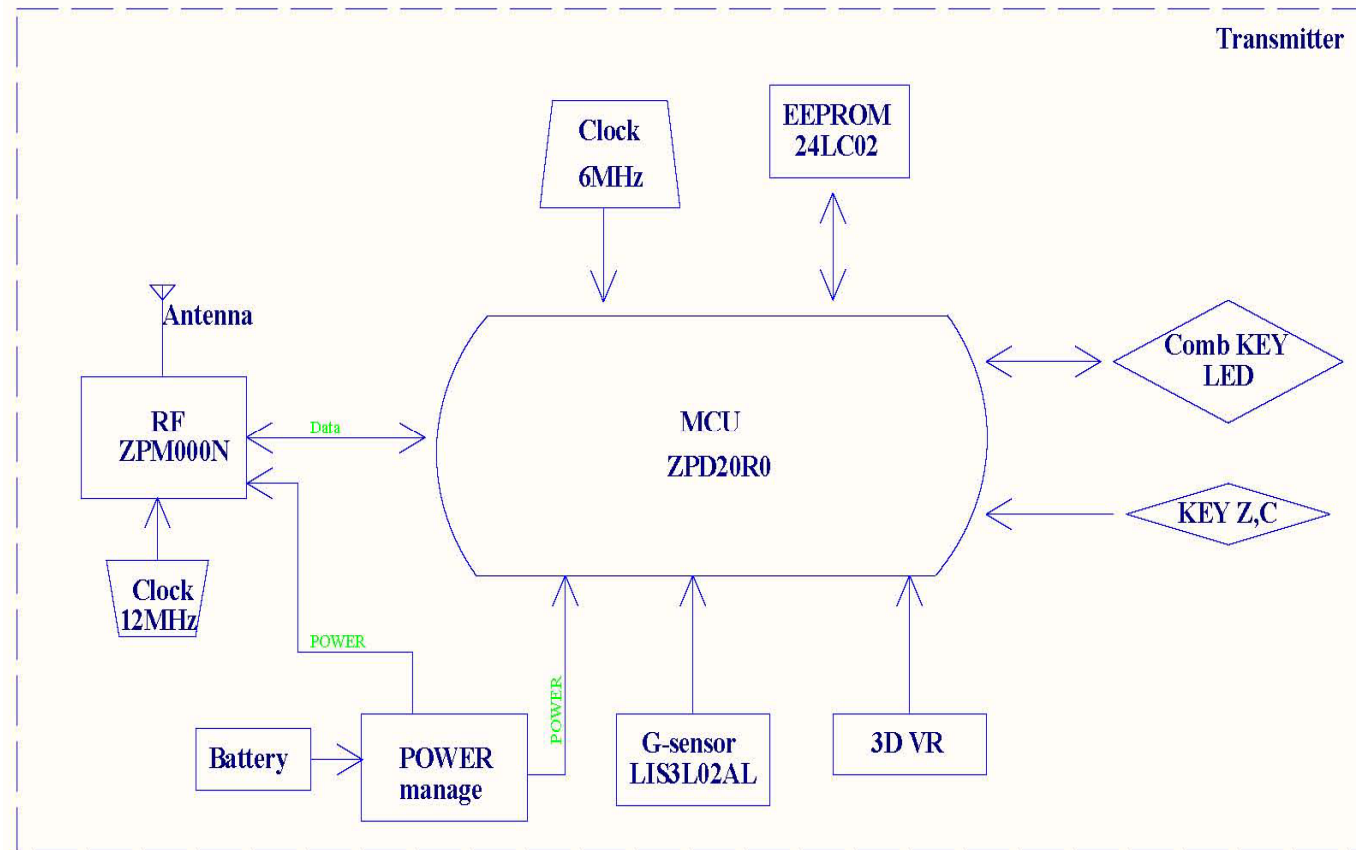 Transmitter
Clock
6MHz
EEPROM
24LC02
Antenna
RF
ZPM000N
Data
MCU
ZPD20R0
Comb KEY
LED
KEY Z,C
Clock
12MHz
POWER
POWER
Battery
POWER
manage
G-sensor
LIS3L02AL
3D VR